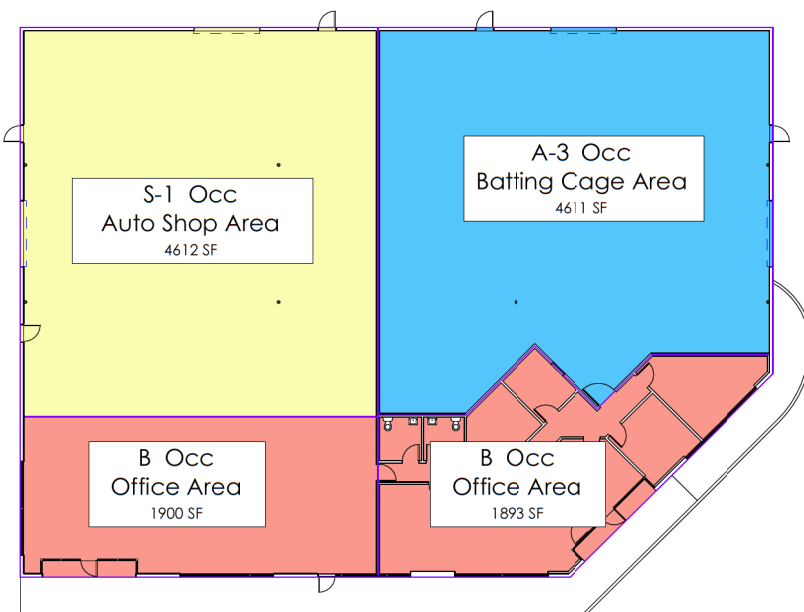 S-1 Occ
Auto Shop Area
4612 SF
A-3 Occ
Batting Cage Area
4611 SF
B Occ
Office Area
1900 SF
B Occ
Office Area
1893 SF